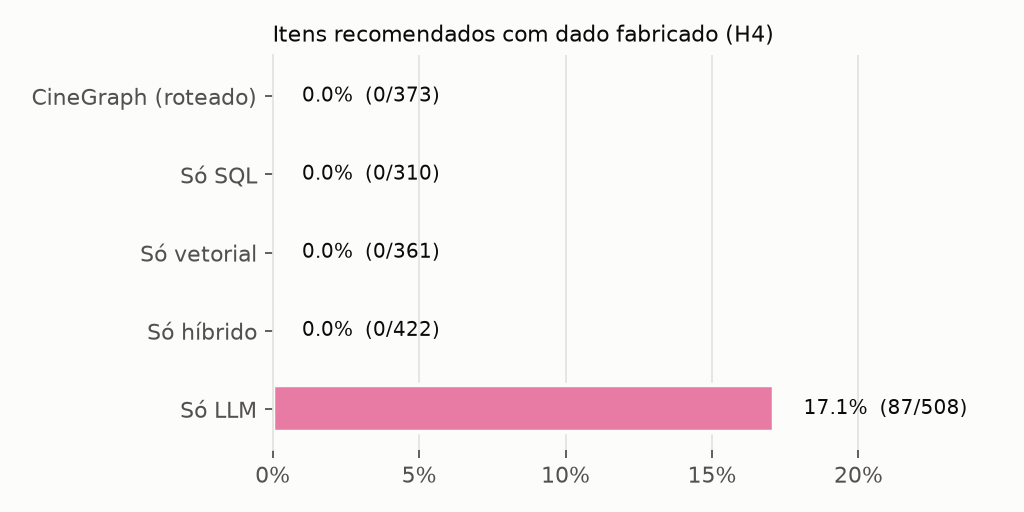 Itens recomendados com dado fabricado (H4)
CineGraph (roteado) 0.0% (0/373)
Só SQL 0.0% (0/310)
Só vetorial 0.0% (0/361)
Só híbrido 0.0% (0/422)
Só LLM 17.1% (87/508)
0% 5% 10% 15% 20%